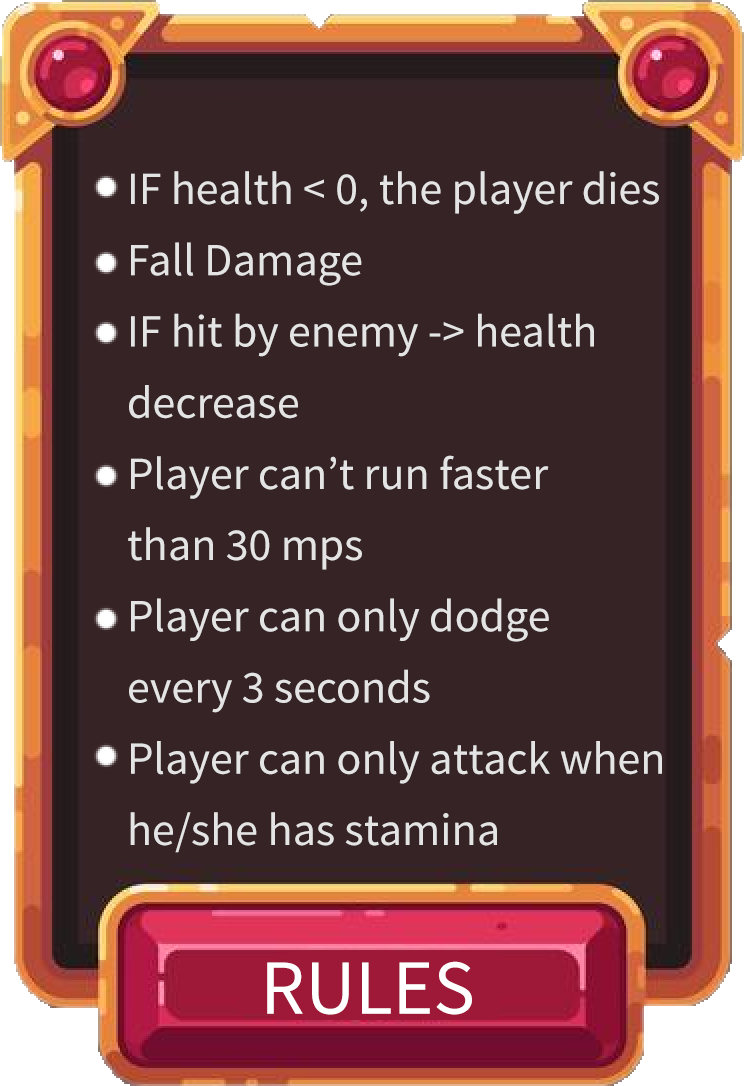 IF health < 0, the player dies
Fall Damage
IF hit by enemy -> health
decrease
Player can’t run faster
than 30 mps
Player can only dodge
every 3 seconds
Player can only attack when
he/she has stamina
RULES